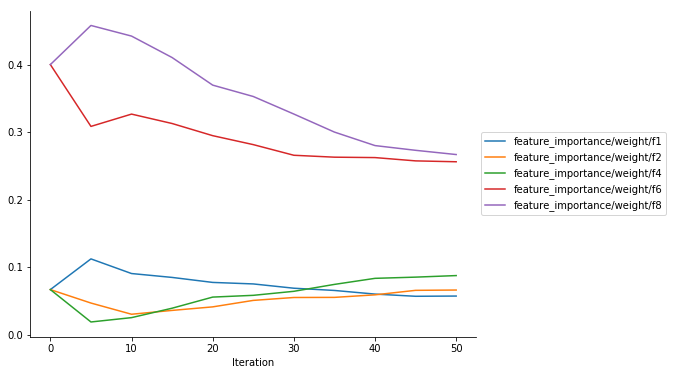 0.4
0.3
0.2
0.1
0.0
0 10 20 30 40 50
Iteration
feature_importance/weight/f1
feature_importance/weight/f2
feature_importance/weight/f4
feature_importance/weight/f6
feature_importance/weight/f8